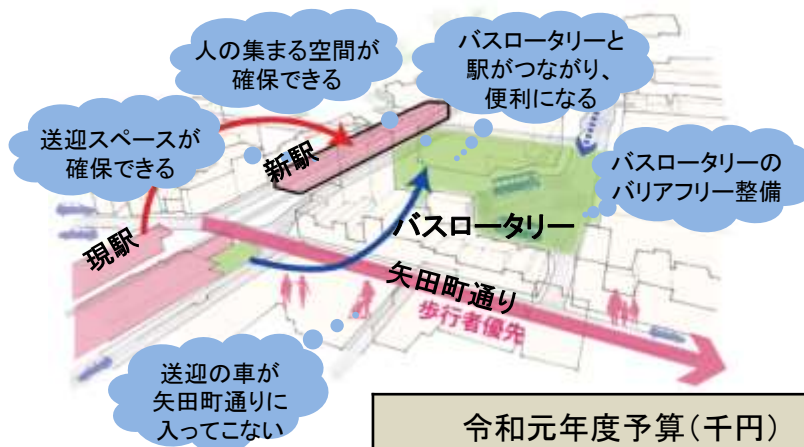 人の集まる空間が
確保できる
バスロータリーと
駅がつながり、
便利になる
送迎スペースが
確保できる
新駅
バスロータリーの
バリアフリー整備
バスロータリー
現駅
矢田町通り
歩行者優先
送迎の車が
矢田町通りに
入ってこない
令和元年度予算(千円)